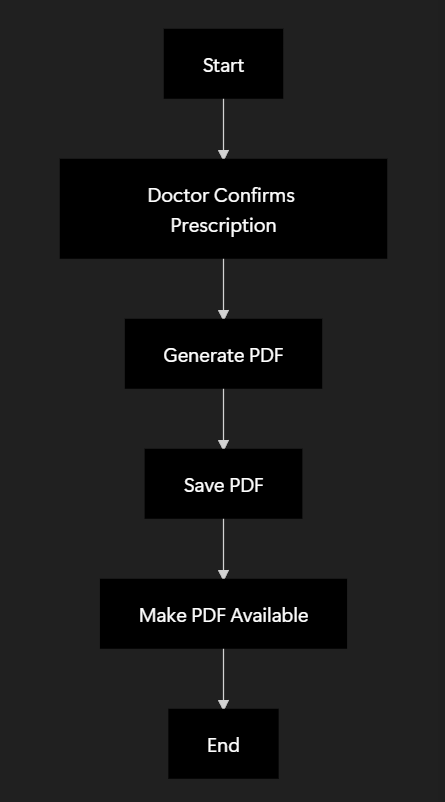 Start
Doctor Confirms
Prescription
Generate PDF
Save PDF
Make PDF Available
End